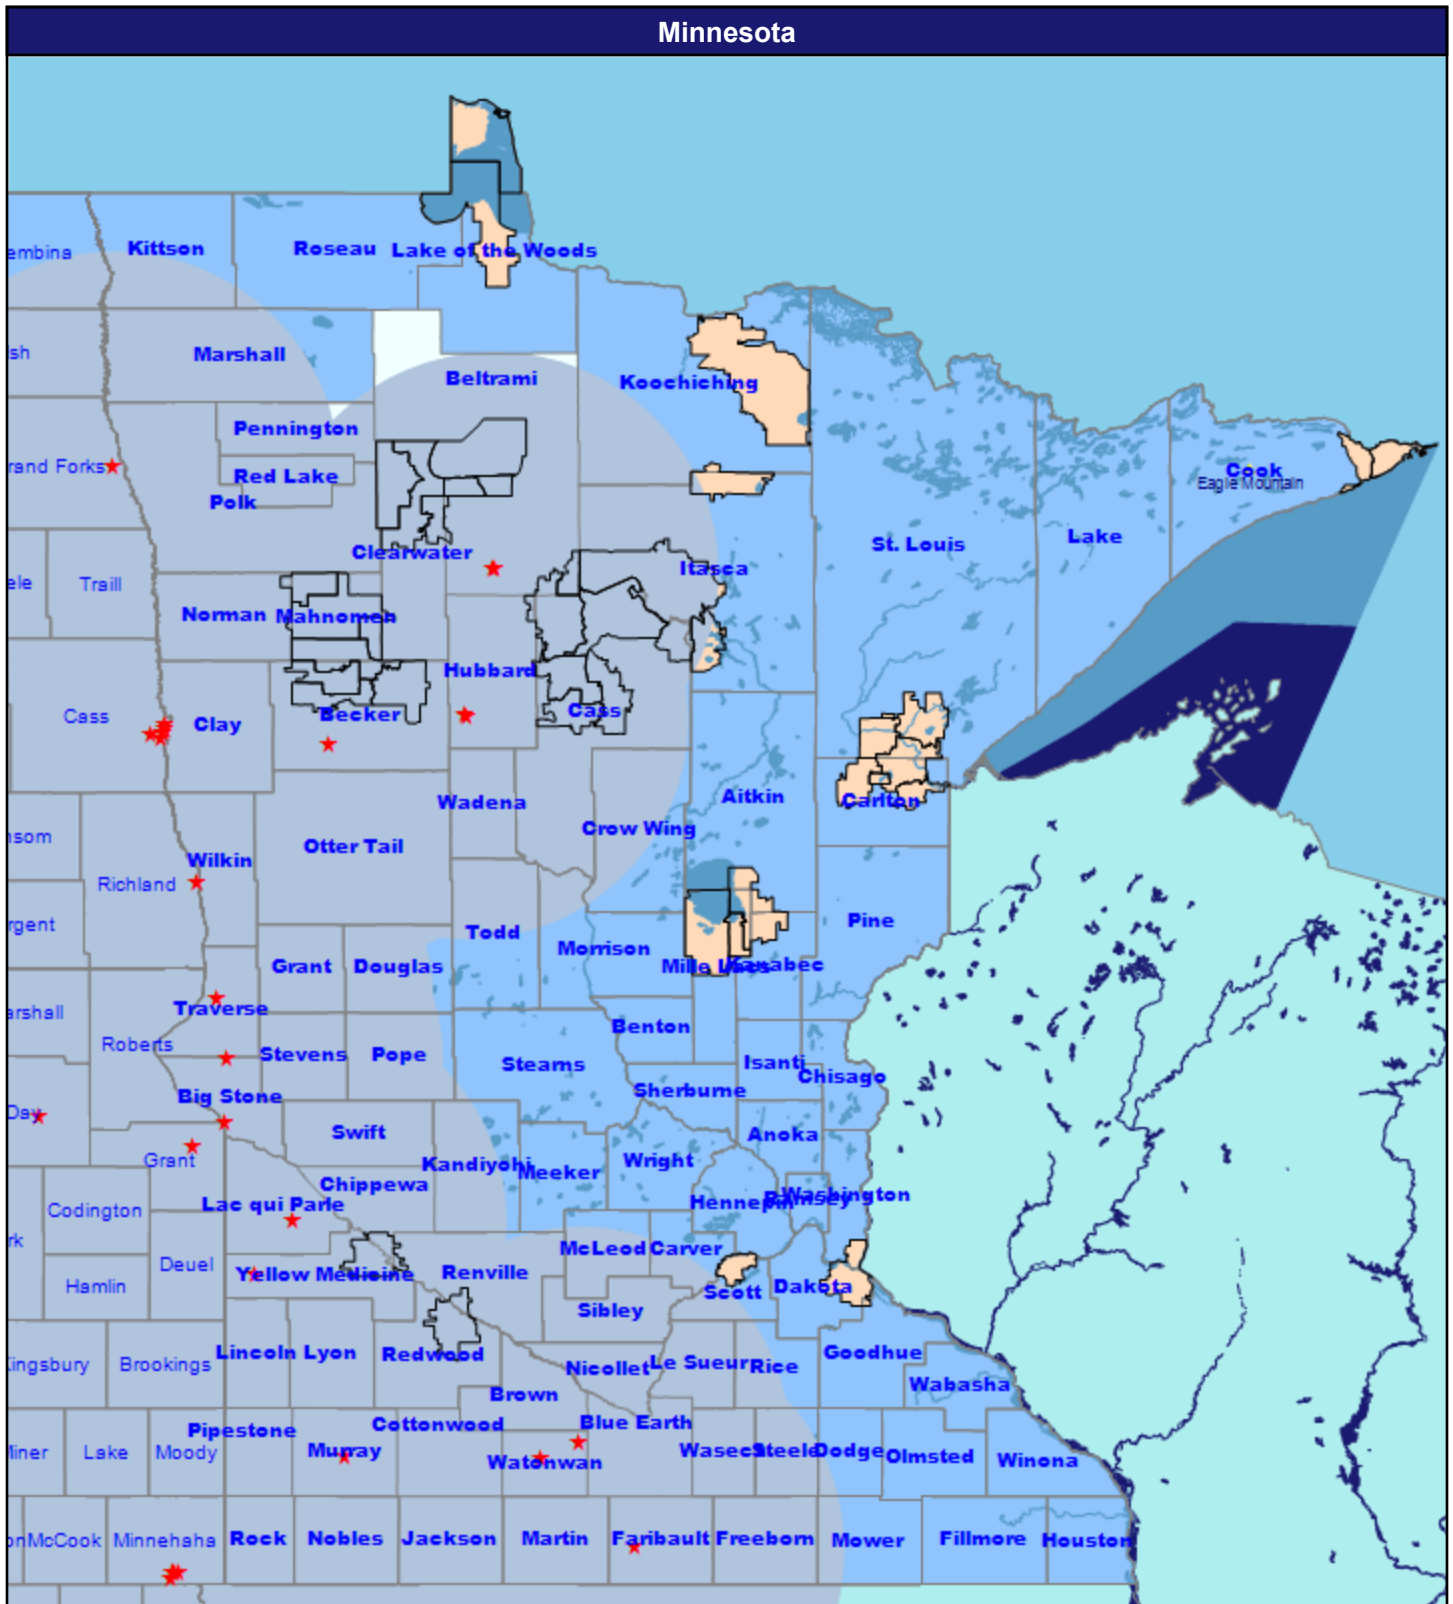 Minnesota
embina
Kittson
Roseau
Lake of the Woods
sh
Marshall
Beltrami
Koochiching
Pennington
rand Forks
Red Lake
Polk
Cook
Eagle Mountain
St. Louis
Lake
Clearwater
Itasca
ele
Traill
Norman
Mahnomen
Hubbard
Cass
Clay
Becker
Cass
Wadena
Aitkin
Carlton
nsom
Otter Tail
Crow Wing
Wilkin
Richland
rgent
Todd
Morrison
Pine
Grant
Douglas
Mille Lacs
Kanabec
arshall
Traverse
Roberts
Stevens
Pope
Benton
Stearns
Isanti
Chisago
Sherburne
Big Stone
Day
Swift
Anoka
Grant
Kandiyohi
Meeker
Wright
Chippewa
Codington
Lac qui Parle
Hennepin
Ramsey
Washington
rk
McLeod
Carver
Deuel
Yellow Medicine
Renville
Hamlin
Scott
Dakota
Sibley
Kingsbury
Brookings
Lincoln
Lyon
Redwood
Nicollet
Le Sueur
Rice
Goodhue
Wabasha
Brown
Pipestone
Cottonwood
Blue Earth
Miner
Lake
Moody
Murray
Watonwan
Waseca
Steele
Dodge
Olmsted
Winona
on
McCook
Minnehaha
Rock
Nobles
Jackson
Martin
Faribault
Freeborn
Mower
Fillmore
Houston